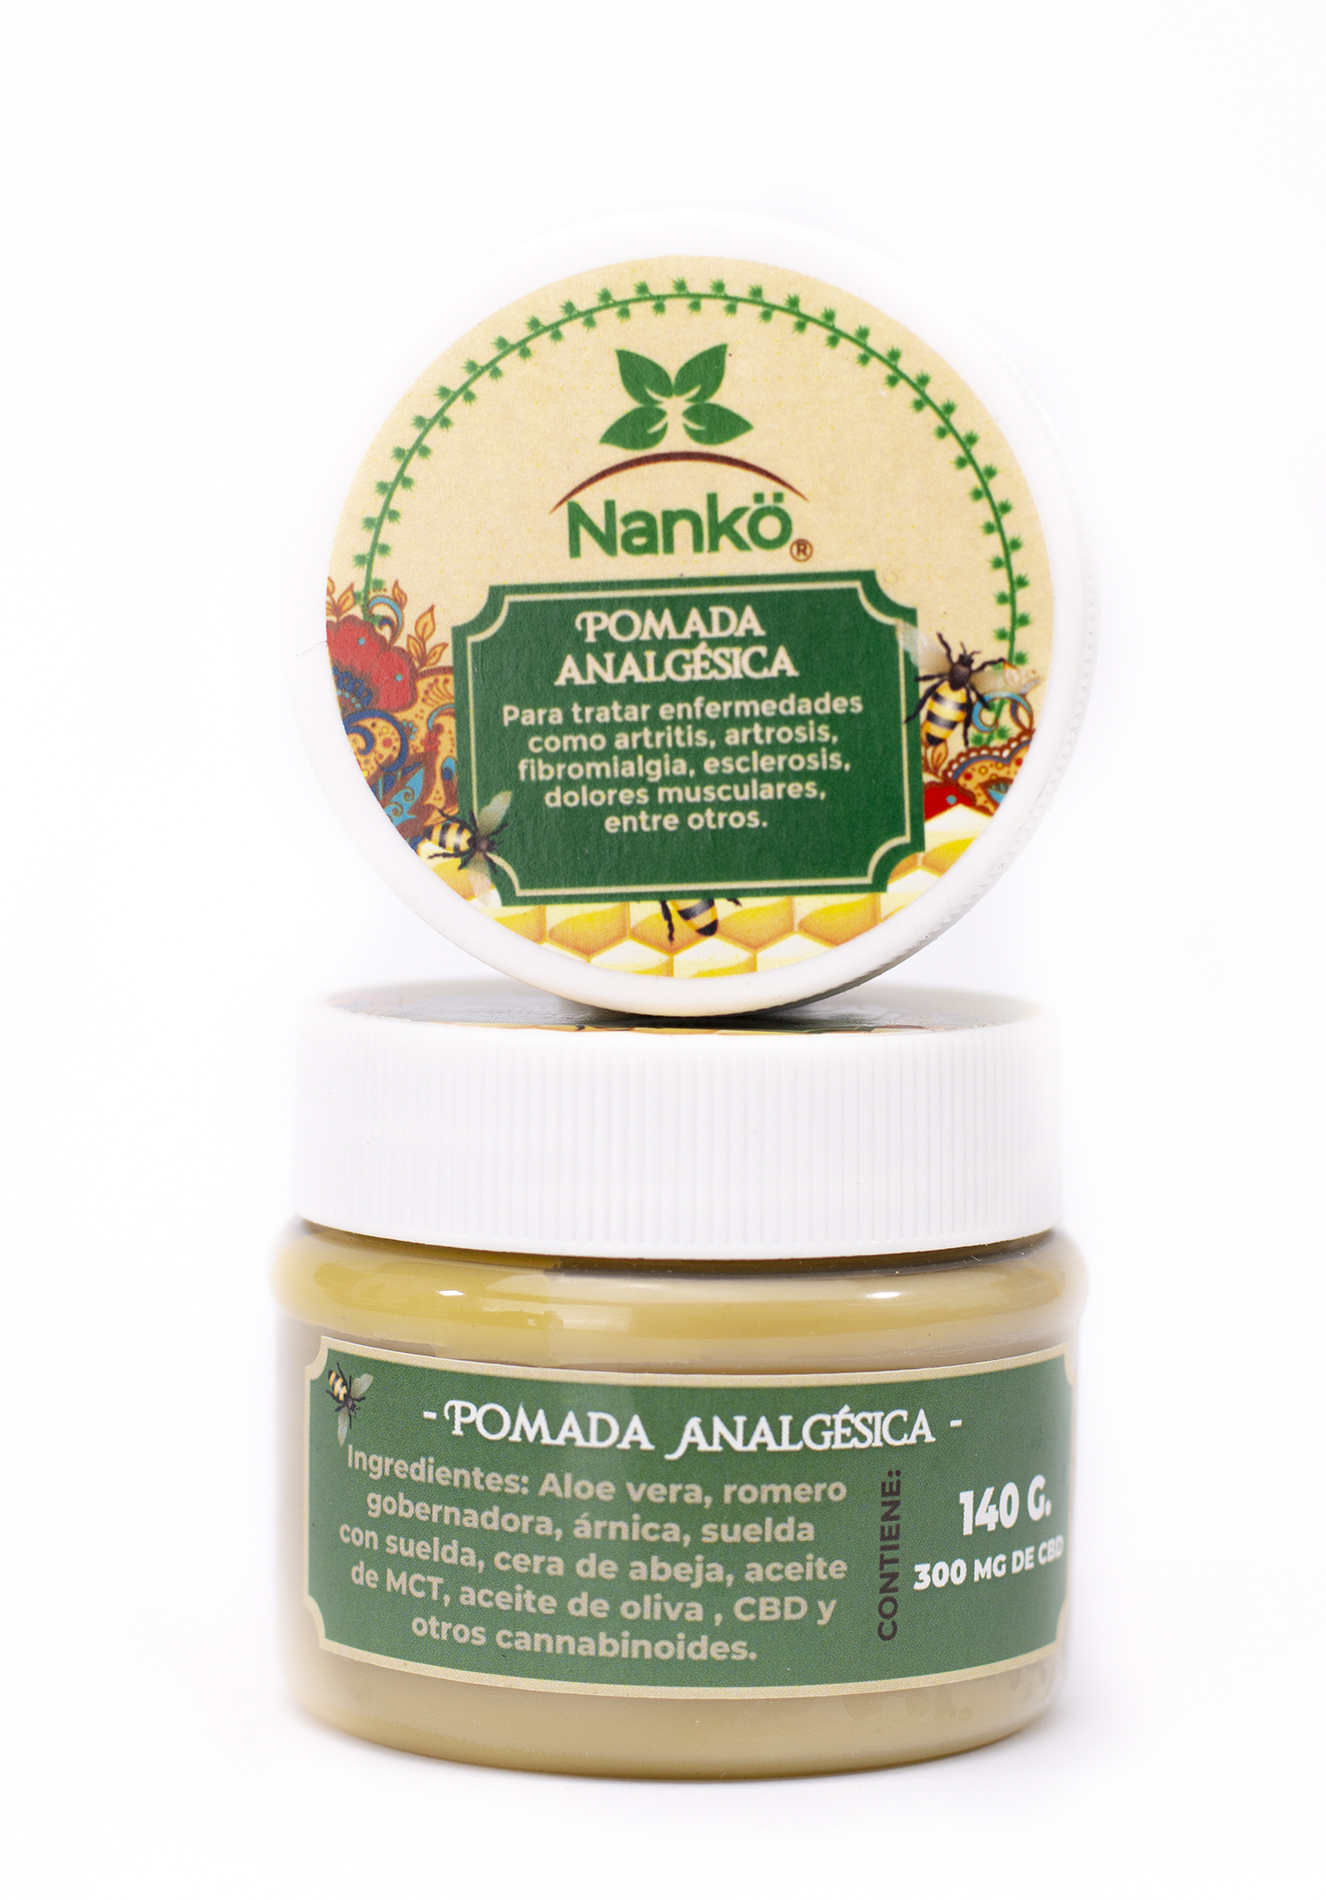 Nankö®
POMADA
ANALGÉSICA
Para tratar enfermedades
como artritis, artrosis,
fibromialgia, esclerosis,
dolores musculares,
entre otros.
- POMADA ANALGÉSICA -
Ingredientes: Aloe vera, romero
gobernadora, árnica, suelda
con suelda, cera de abeja, aceite
de MCT, aceite de oliva , CBD y
otros cannabinoides.
CONTIENE:
140 G.
300 MG DE CBD